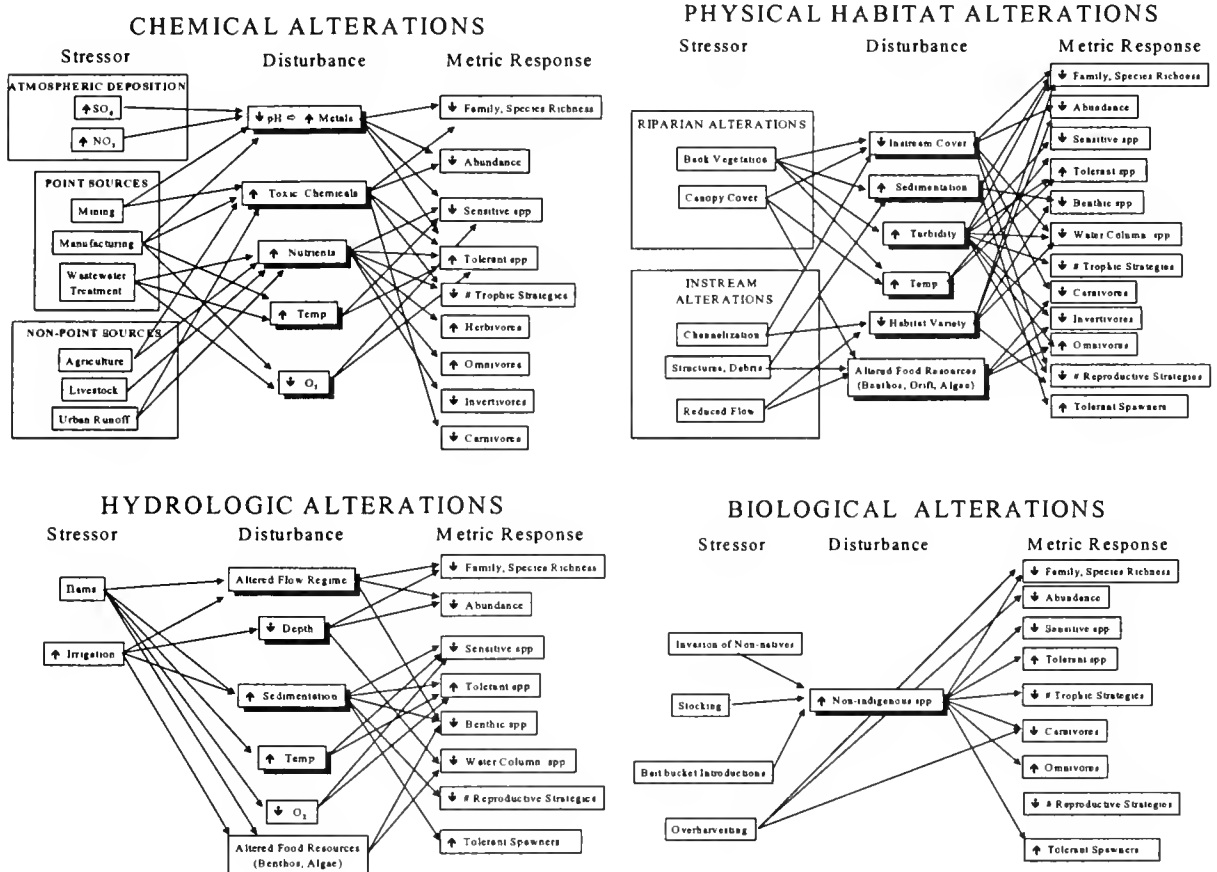 CHEMICAL ALTERATIONS
Stressor Disturbance Metric Response
ATMOSPHERIC DEPOSITION
↑SO₄
↑ NO₃
POINT SOURCES
Mining
Manufacturing
Wastewater
Treatment
NON-POINT SOURCES
Agriculture
Livestock
Urban Runoff
↓ pH ⇨ ↑ Metals
↑ Toxic Chemicals
↑ Nutrients
↑ Temp
↓ O₂
↓ Family, Species Richness
↓ Abundance
↓ Sensitive spp
↑ Tolerant spp
↓ # Trophic Strategies
↑ Herbivores
↑ Omnivores
↓ Invertivores
↓ Carnivores
PHYSICAL HABITAT ALTERATIONS
Stressor Disturbance Metric Response
RIPARIAN ALTERATIONS
Bank Vegetation
Canopy Cover
INSTREAM
ALTERATIONS
Channelization
Structures, Debris
Reduced Flow
↓ Instream Cover
↑ Sedimentation
↑ Turbidity
↑ Temp
↓ Habitat Variety
Altered Food Resources
(Benthos, Drift, Algae)
↓ Family, Species Richness
↓ Abundance
↓ Sensitive spp
↑ Tolerant spp
↓ Benthic spp
↓ Water Column spp
↓ # Trophic Strategies
↓ Carnivores
↓ Invertivores
↑ Omnivores
↓ # Reproductive Strategies
↑ Tolerant Spawners
HYDROLOGIC ALTERATIONS
Stressor Disturbance Metric Response
Dams
↑ Irrigation
Altered Flow Regime
↓ Depth
↑ Sedimentation
↑ Temp
↓ O₂
Altered Food Resources
(Benthos, Algae)
↓ Family, Species Richness
↓ Abundance
↓ Sensitive spp
↑ Tolerant spp
↓ Benthic spp
↓ Water Column spp
↓ # Reproductive Strategies
↑ Tolerant Spawners
BIOLOGICAL ALTERATIONS
Stressor Disturbance Metric Response
Invasion of Non-natives
Stocking
Bait bucket Introductions
Overharvesting
↑ Non-indigenous spp
↓ Family, Species Richness
↓ Abundance
↓ Sensitive spp
↑ Tolerant spp
↓ # Trophic Strategies
↓ Carnivores
↑ Omnivores
↓ # Reproductive Strategies
↑ Tolerant Spawners